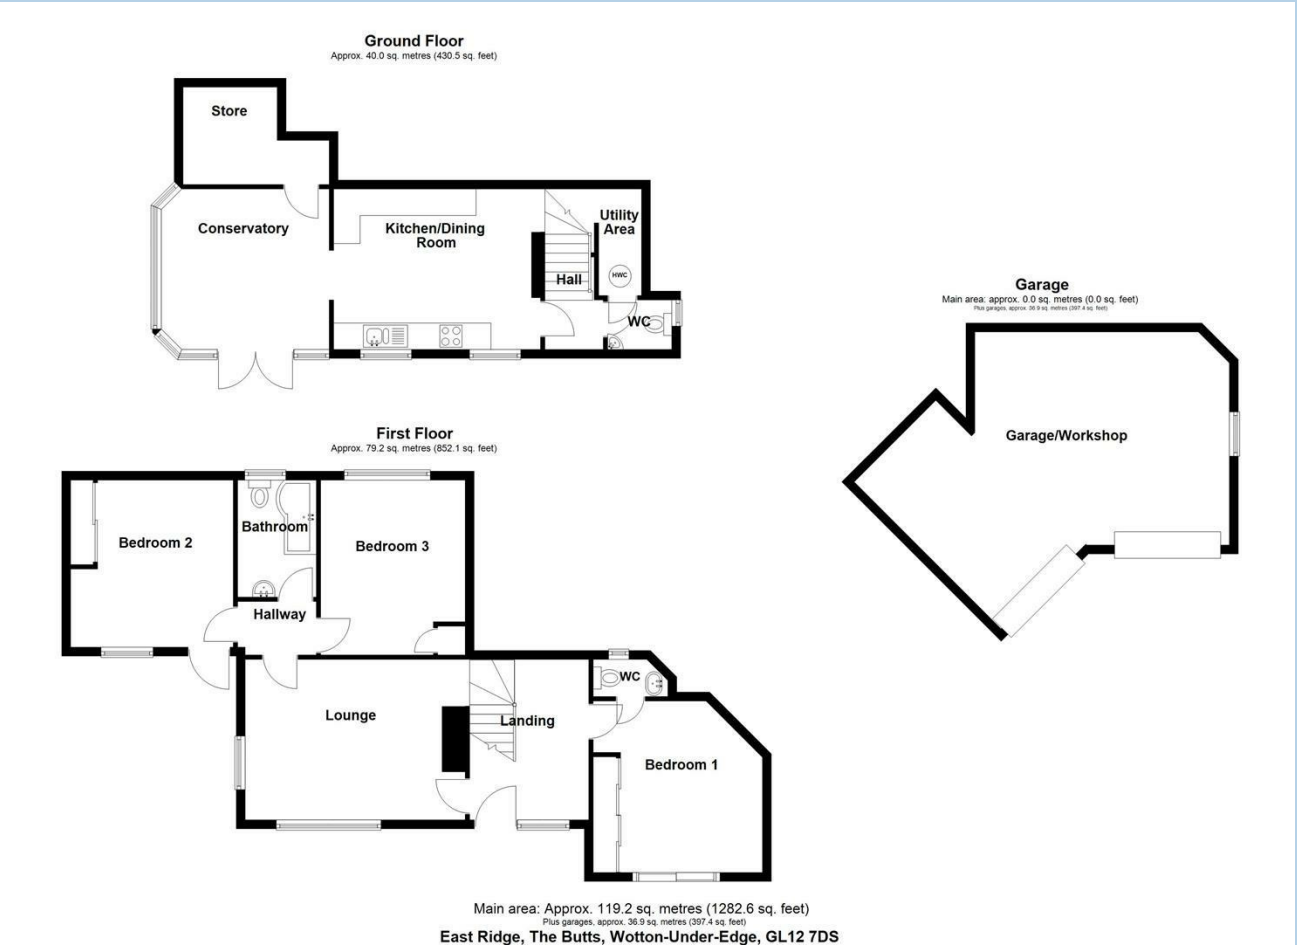 Ground Floor
Approx. 40.0 sq. metres (430.5 sq. feet)
Store
Conservatory
Kitchen/Dining
Room
Utility
Area
HWC
Hall
WC
Garage
Main area: approx. 0.0 sq. metres (0.0 sq. feet)
Plus garages, approx. 36.9 sq. metres (397.4 sq. feet)
Garage/Workshop
First Floor
Approx. 79.2 sq. metres (852.1 sq. feet)
Bedroom 2
Bathroom
Bedroom 3
Hallway
Lounge
Landing
WC
Bedroom 1
Main area: Approx. 119.2 sq. metres (1282.6 sq. feet)
Plus garages, approx. 36.9 sq. metres (397.4 sq. feet)
East Ridge, The Butts, Wotton-Under-Edge, GL12 7DS